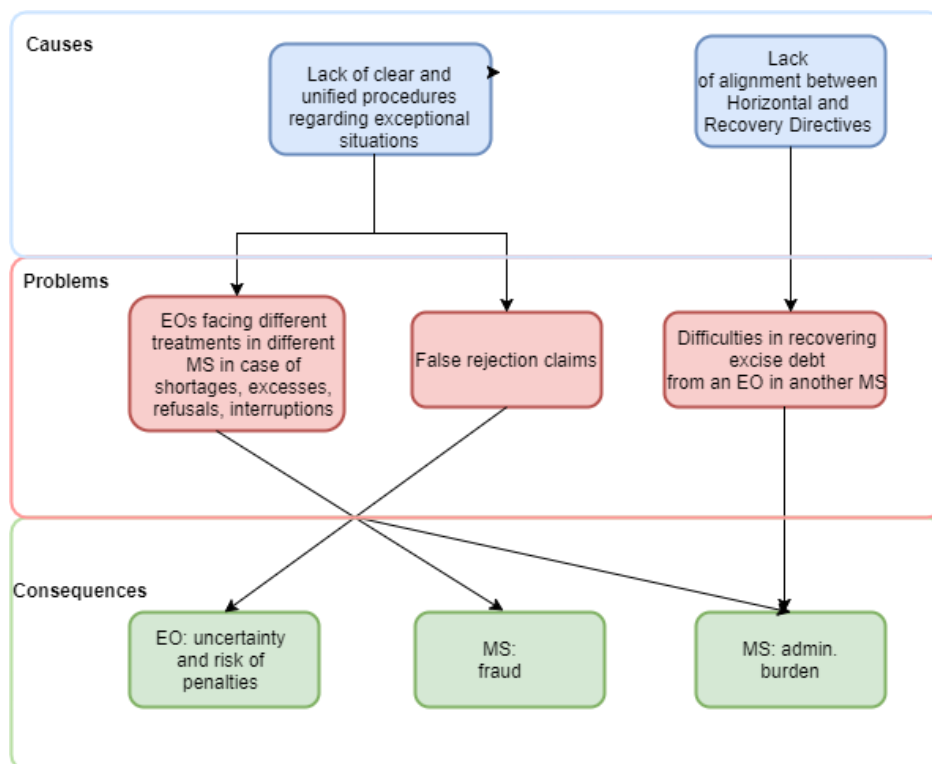 Causes
Lack of clear and
unified procedures
regarding exceptional
situations
Lack
of alignment between
Horizontal and
Recovery Directives
Problems
EOs facing different
treatments in different
MS in case of
shortages, excesses,
refusals, interruptions
False rejection claims
Difficulties in recovering
excise debt
from an EO in another MS
Consequences
EO: uncertainty
and risk of
penalties
MS:
fraud
MS: admin.
burden